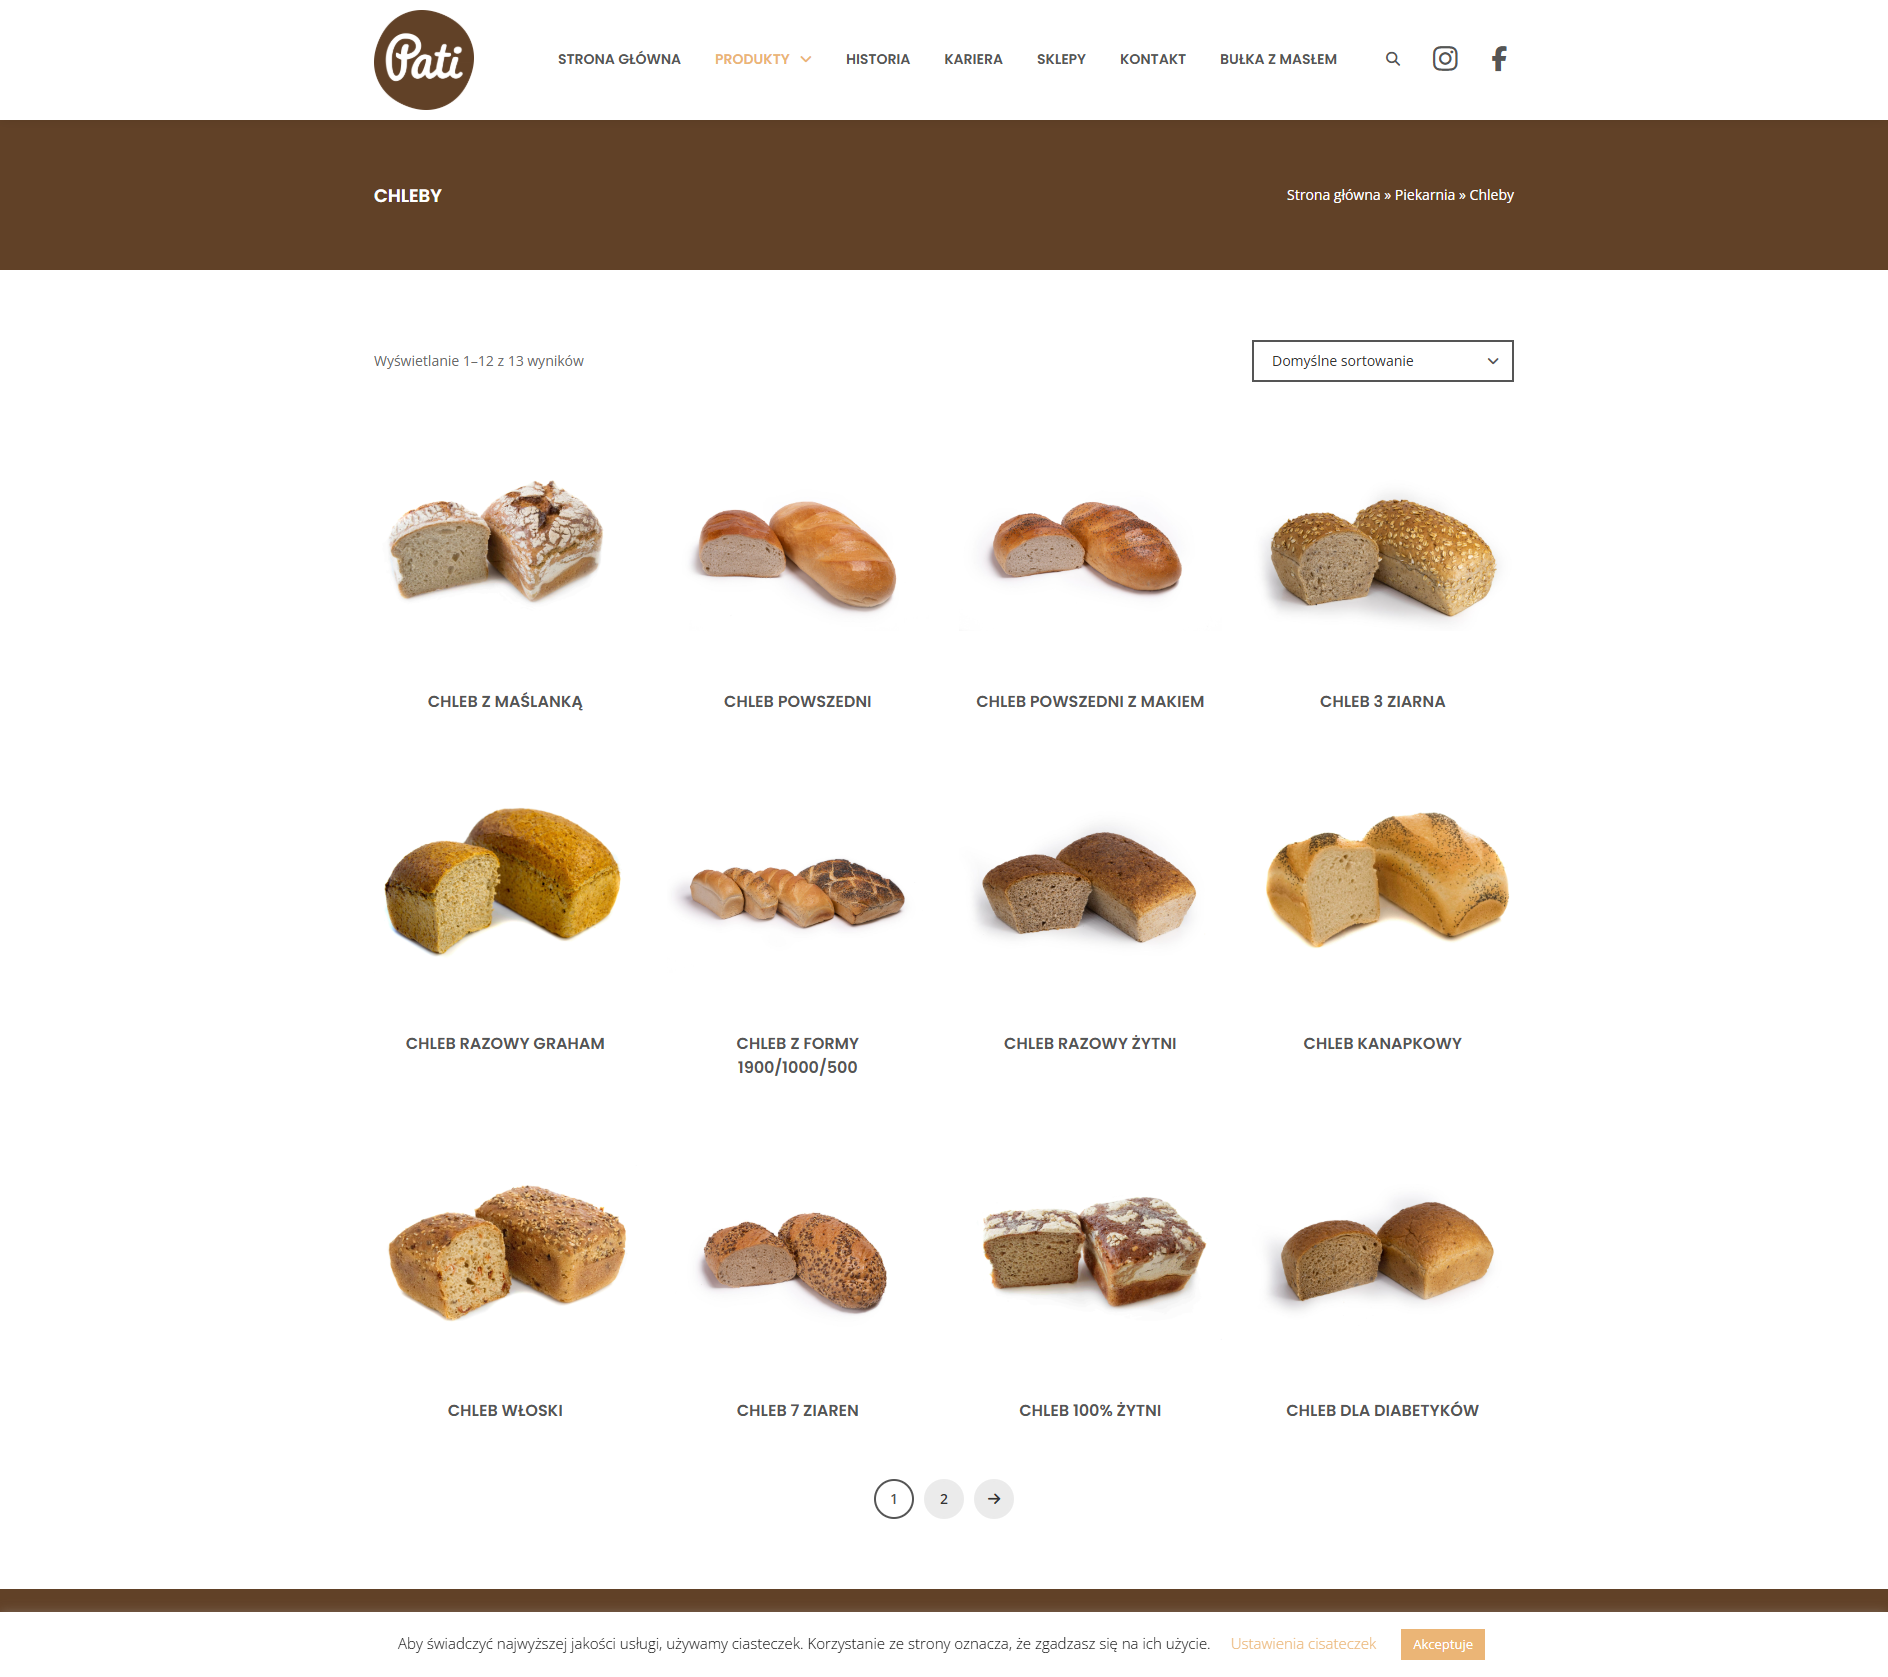 Pati
STRONA GŁÓWNA PRODUKTY HISTORIA KARIERA SKLEPY KONTAKT BUŁKA Z MASŁEM
CHLEBY
Strona główna » Piekarnia » Chleby
Wyświetlanie 1–12 z 13 wyników
Domyślne sortowanie
CHLEB Z MAŚLANKĄ
CHLEB POWSZEDNI
CHLEB POWSZEDNI Z MAKIEM
CHLEB 3 ZIARNA
CHLEB RAZOWY GRAHAM
CHLEB Z FORMY
1900/1000/500
CHLEB RAZOWY ŻYTNI
CHLEB KANAPKOWY
CHLEB WŁOSKI
CHLEB 7 ZIAREN
CHLEB 100% ŻYTNI
CHLEB DLA DIABETYKÓW
1 2 →
Aby świadczyć najwyższej jakości usługi, używamy ciasteczek. Korzystanie ze strony oznacza, że zgadzasz się na ich użycie. Ustawienia cisateczek Akceptuje